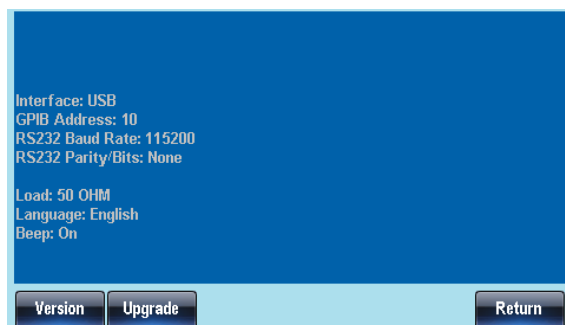 Interface: USB
GPIB Address: 10
RS232 Baud Rate: 115200
RS232 Parity/Bits: None
Load: 50 OHM
Language: English
Beep: On
Version Upgrade Return